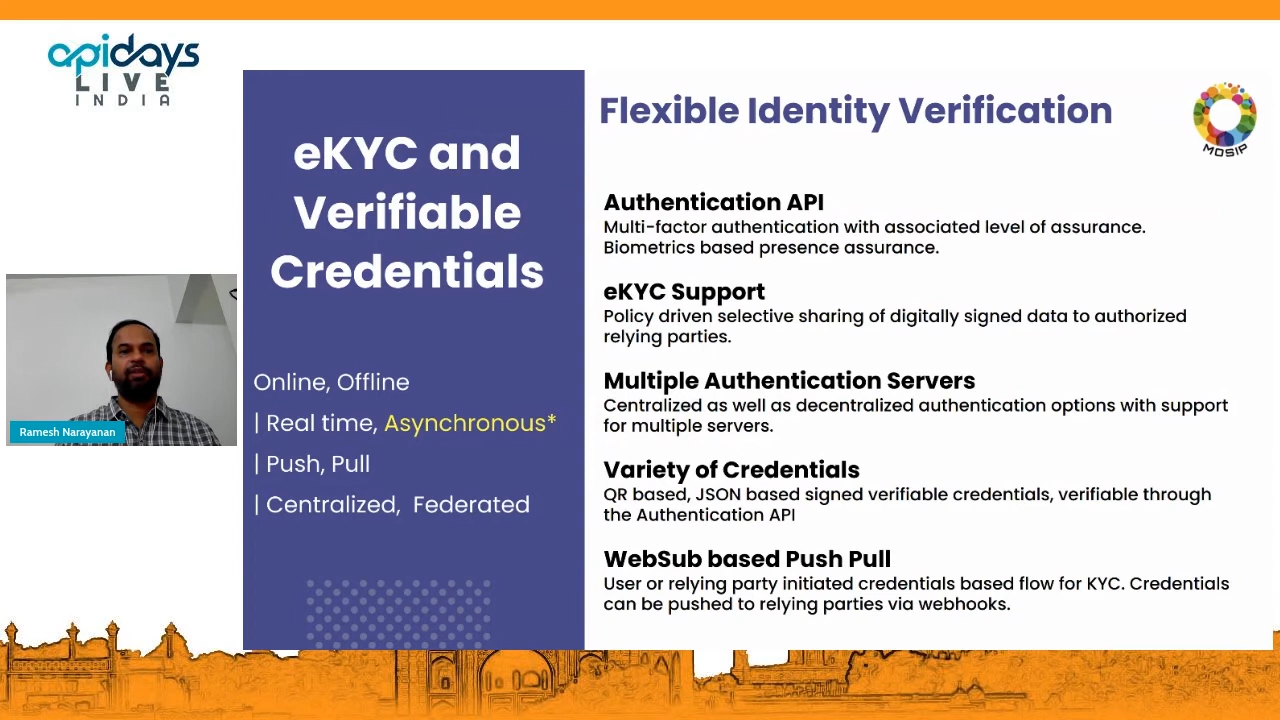 apidays
LIVE
INDIA
eKYC and
Verifiable
Credentials
Online, Offline
| Real time, Asynchronous*
| Push, Pull
| Centralized, Federated
Flexible Identity Verification
MOSIP
Authentication API
Multi-factor authentication with associated level of assurance.
Biometrics based presence assurance.
eKYC Support
Policy driven selective sharing of digitally signed data to authorized
relying parties.
Multiple Authentication Servers
Centralized as well as decentralized authentication options with support
for multiple servers.
Variety of Credentials
QR based, JSON based signed verifiable credentials, verifiable through
the Authentication API
WebSub based Push Pull
User or relying party initiated credentials based flow for KYC. Credentials
can be pushed to relying parties via webhooks.
Ramesh Narayanan